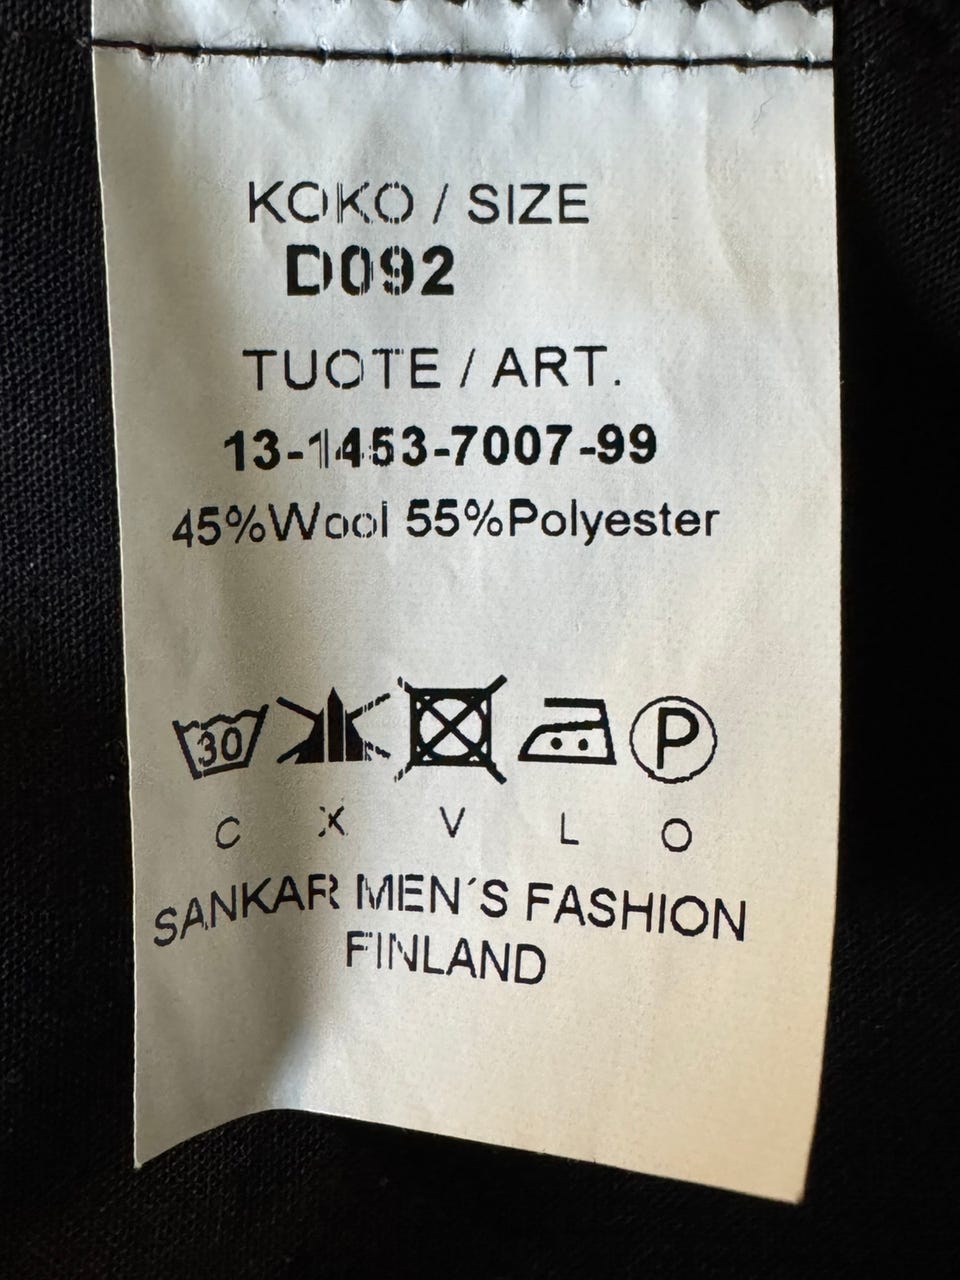 KOKO / SIZE
D092
TUOTE / ART.
13-1453-7007-99
45%Wool 55%Polyester
30 P
C X V L O
SANKAR MEN´S FASHION
FINLAND